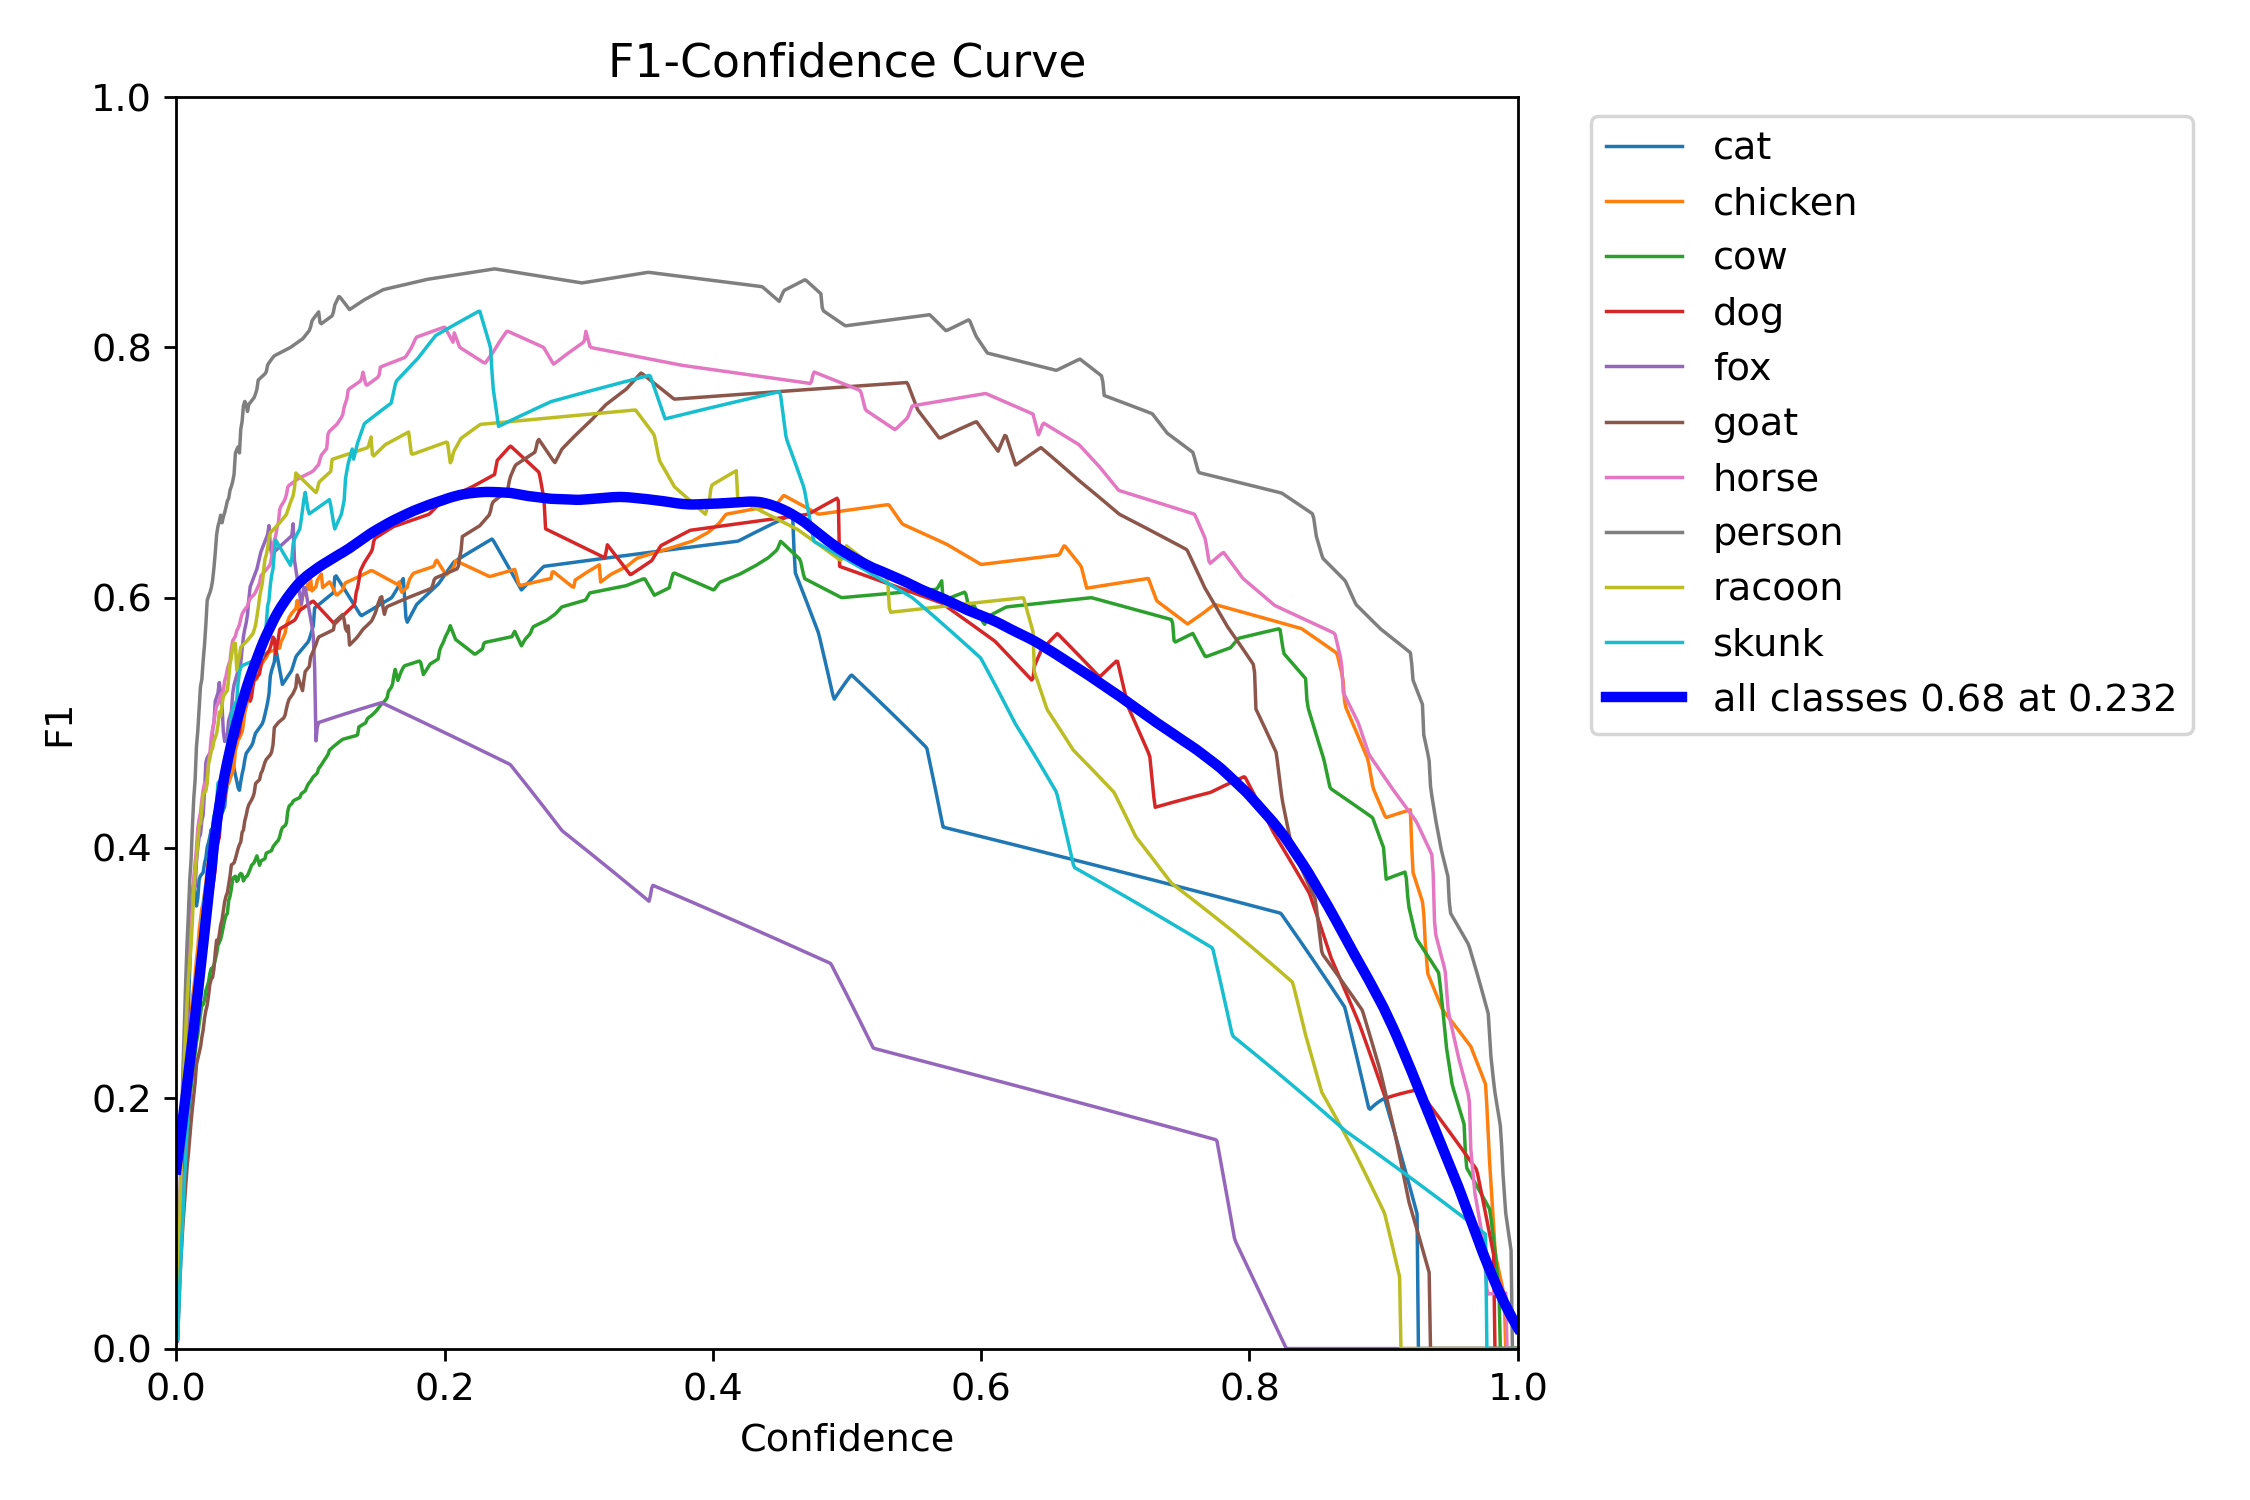 F1-Confidence Curve
1.0
0.8
0.6
0.4
0.2
0.0
F1
0.0 0.2 0.4 0.6 0.8 1.0
Confidence
cat
chicken
cow
dog
fox
goat
horse
person
racoon
skunk
all classes 0.68 at 0.232